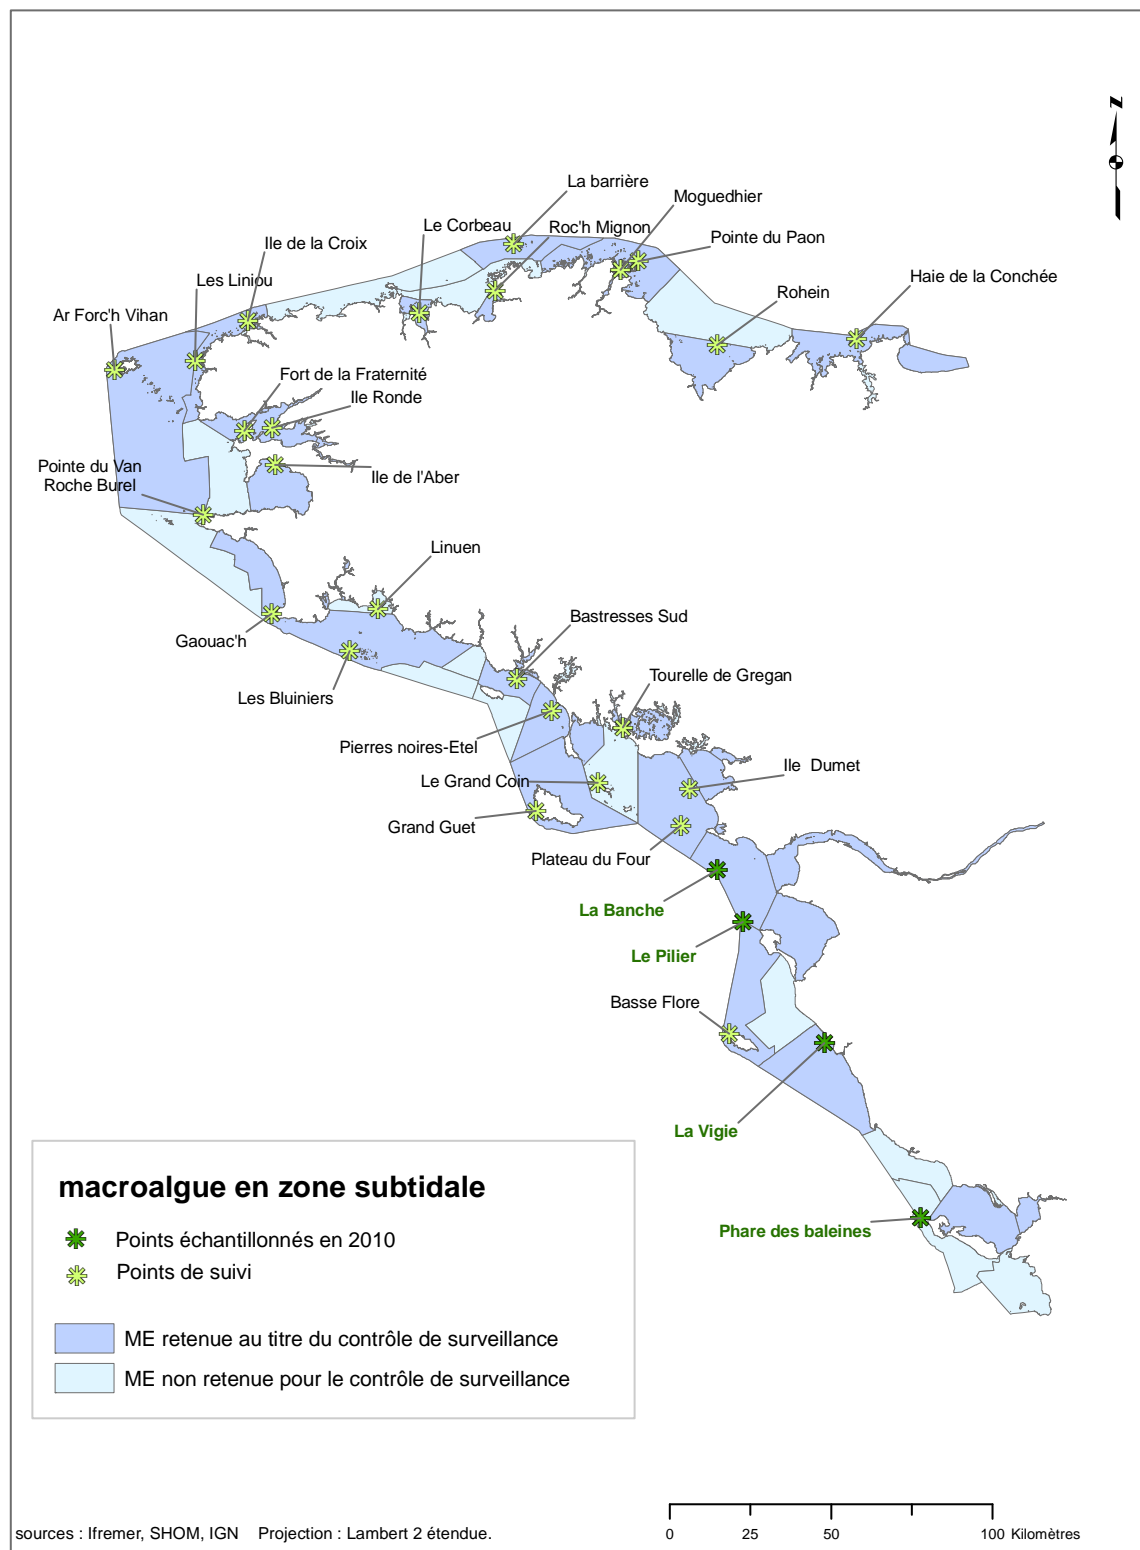 N
La barrière
Moguedhier
Le Corbeau
Roc'h Mignon
Ile de la Croix
Pointe du Paon
Les Liniou
Haie de la Conchée
Rohein
Ar Forc'h Vihan
Fort de la Fraternité
Ile Ronde
Pointe du Van
Roche Burel
Ile de l'Aber
Linuen
Bastresses Sud
Gaouac'h
Tourelle de Gregan
Les Bluiniers
Pierres noires-Etel
Ile Dumet
Le Grand Coin
Grand Guet
Plateau du Four
La Banche
Le Pilier
Basse Flore
La Vigie
Phare des baleines
macroalgue en zone subtidale
Points échantillonnés en 2010
Points de suivi
ME retenue au titre du contrôle de surveillance
ME non retenue pour le contrôle de surveillance
sources : Ifremer, SHOM, IGN Projection : Lambert 2 étendue.
0 25 50 100 Kilomètres